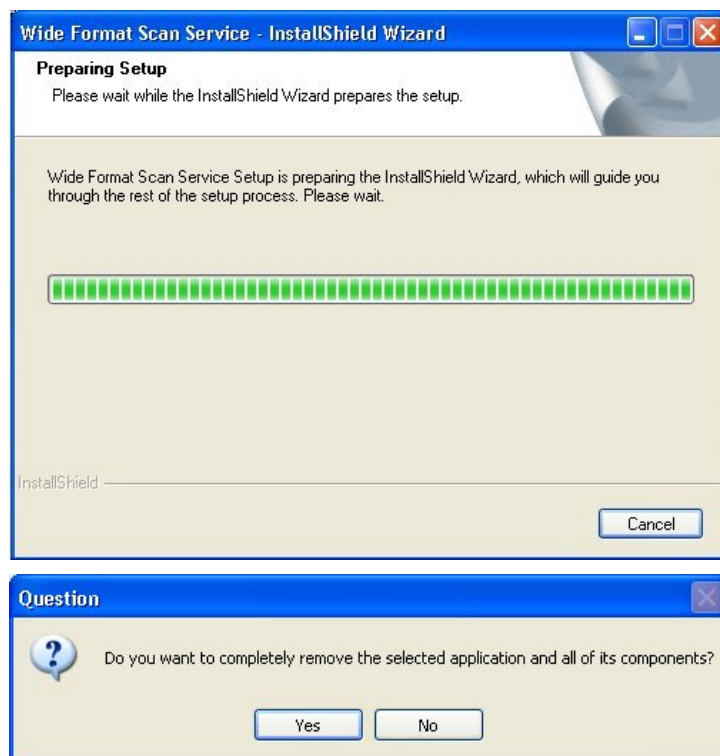 Wide Format Scan Service - InstallShield Wizard
Preparing Setup
Please wait while the InstallShield Wizard prepares the setup.
Wide Format Scan Service Setup is preparing the InstallShield Wizard, which will guide you
through the rest of the setup process. Please wait.
InstallShield
Cancel
Question
Do you want to completely remove the selected application and all of its components?
Yes
No